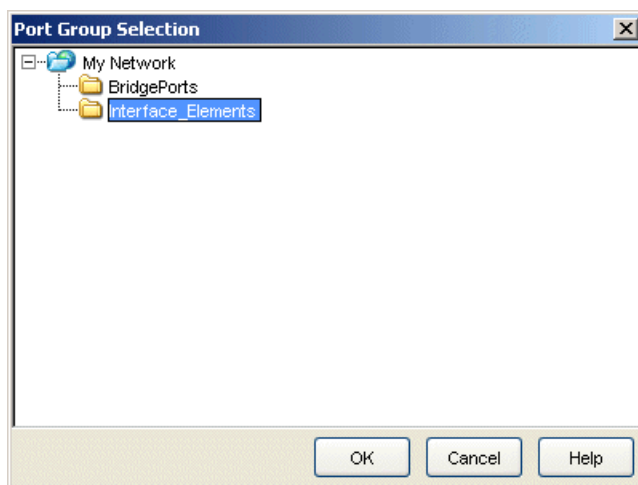 Port Group Selection
My Network
BridgePorts
Interface_Elements
OK Cancel Help